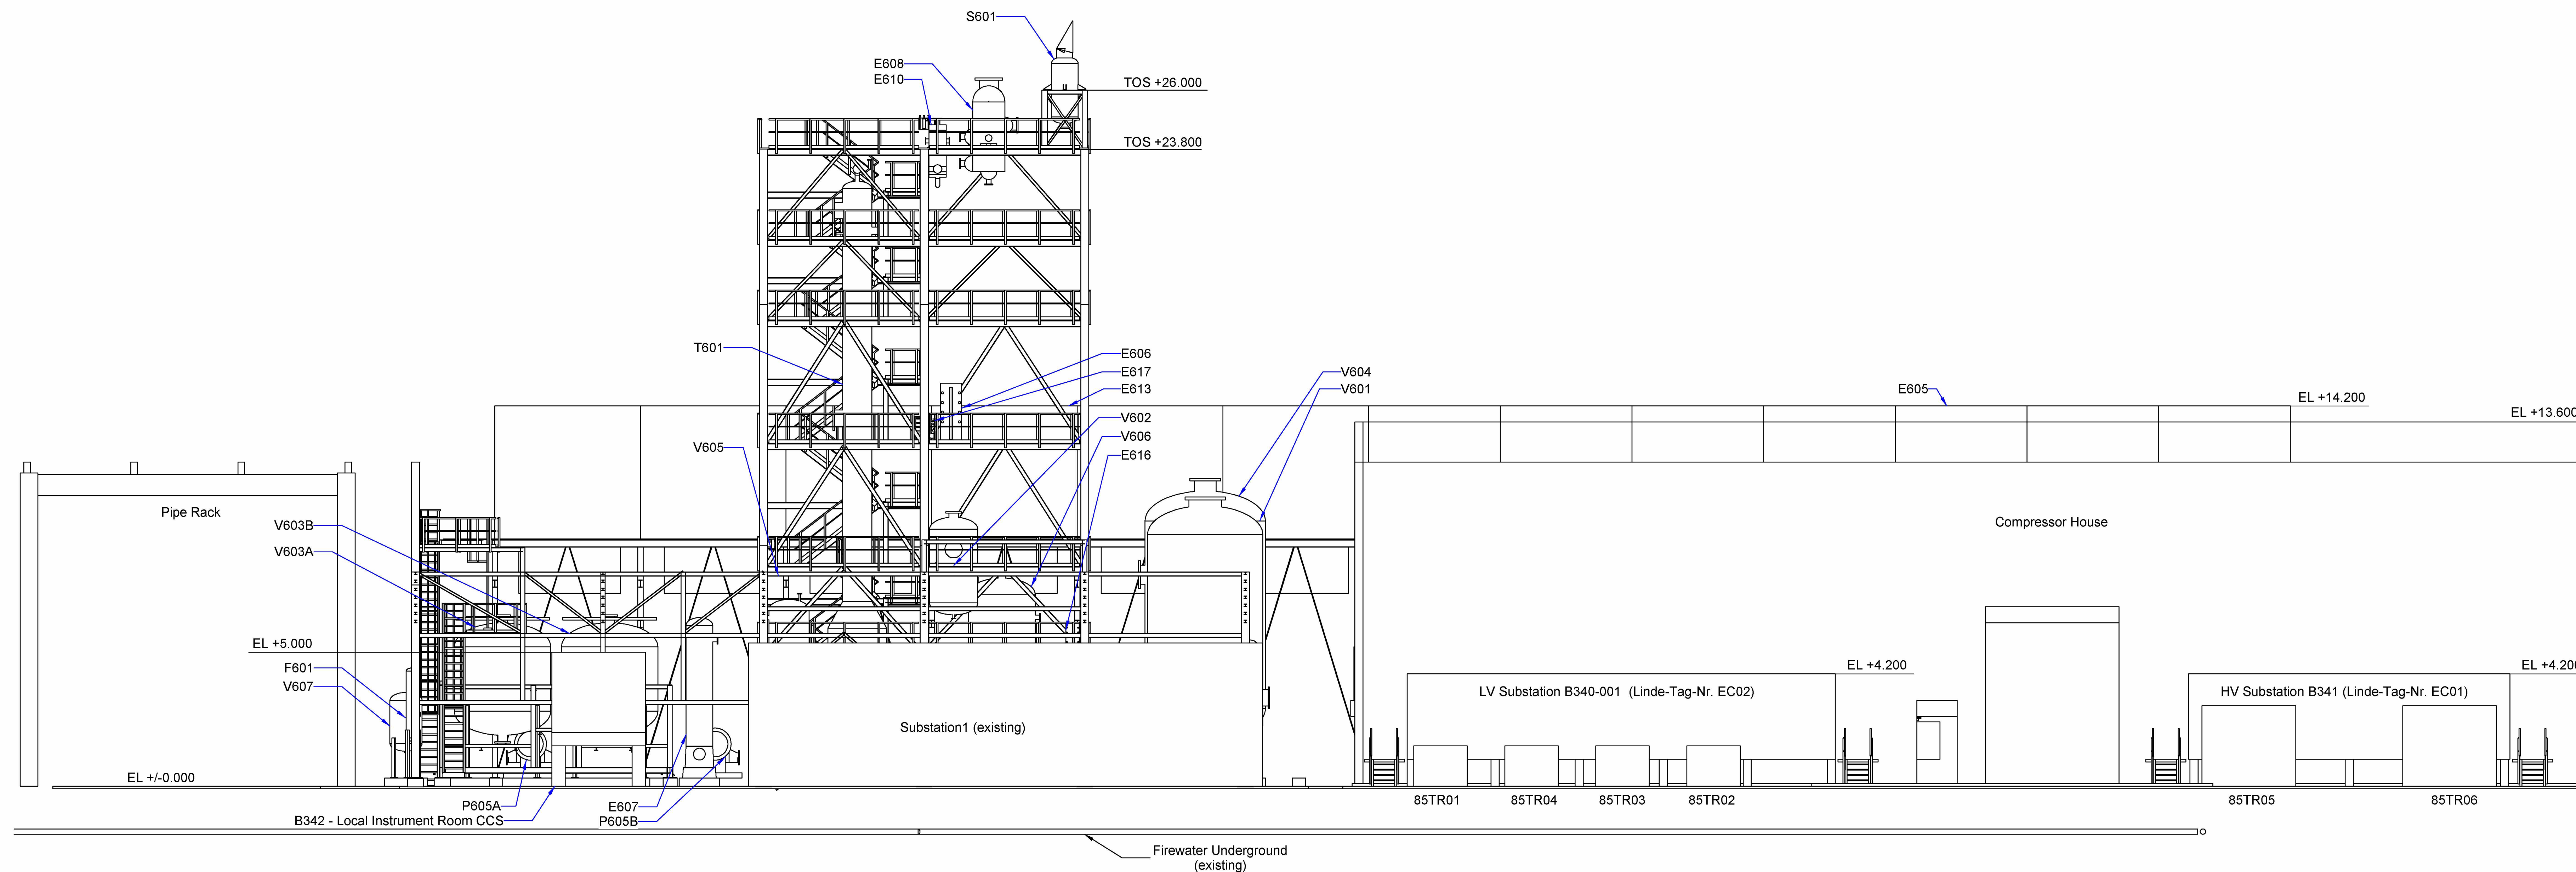 S601
E608
E610
TOS +26.000
TOS +23.800
T601
E606
E617
E613
V602
V606
E616
V605
V604
V601
E605
EL +14.200
EL +13.600
Pipe Rack
V603B
V603A
Compressor House
EL +5.000
F601
V607
EL +4.200
EL +4.200
LV Substation B340-001 (Linde-Tag-Nr. EC02)
HV Substation B341 (Linde-Tag-Nr. EC01)
Substation1 (existing)
EL +/-0.000
P605A
B342 - Local Instrument Room CCS
E607
P605B
85TR01
85TR04
85TR03
85TR02
85TR05
85TR06
Firewater Underground
(existing)